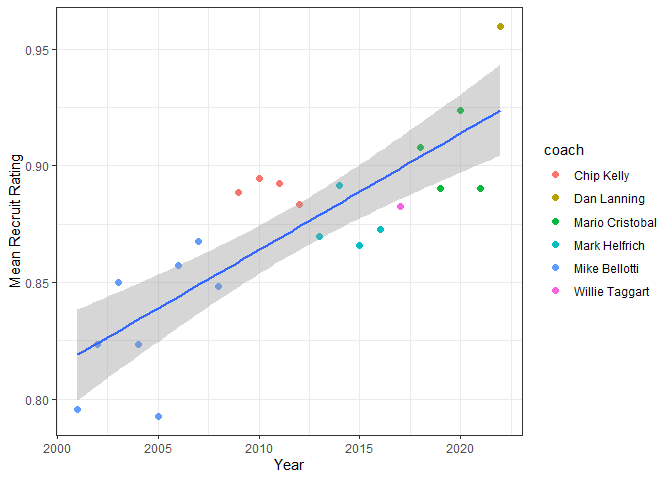 0.95
0.90
0.85
0.80
Mean Recruit Rating
2000 2005 2010 2015 2020
Year
coach
Chip Kelly
Dan Lanning
Mario Cristobal
Mark Helfrich
Mike Bellotti
Willie Taggart